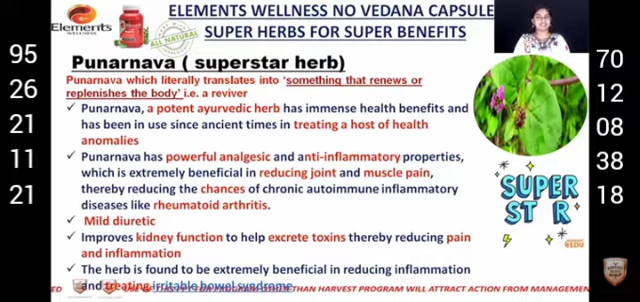 95
26
21
11
21
Elements
WELLNESS
ALL NATURAL
ELEMENTS WELLNESS NO VEDANA CAPSULE
SUPER HERBS FOR SUPER BENEFITS
Punarnava ( superstar herb)
Punarnava which literally translates into ‘something that renews or
replenishes the body’ i.e. a reviver
✓ Punarnava, a potent ayurvedic herb has immense health benefits and
has been in use since ancient times in treating a host of health
anomalies
✓ Punarnava has powerful analgesic and anti-inflammatory properties,
which is extremely beneficial in reducing joint and muscle pain,
thereby reducing the chances of chronic autoimmune inflammatory
diseases like rheumatoid arthritis.
✓ Mild diuretic
✓ Improves kidney function to help excrete toxins thereby reducing pain
and inflammation
✓ The herb is found to be extremely beneficial in reducing inflammation
and treating irritable bowel syndrome.
SUPER
ST R
EDU
70
12
08
38
18
THAN HARVEST PROGRAM WILL ATTRACT ACTION FROM MANAGEMENT